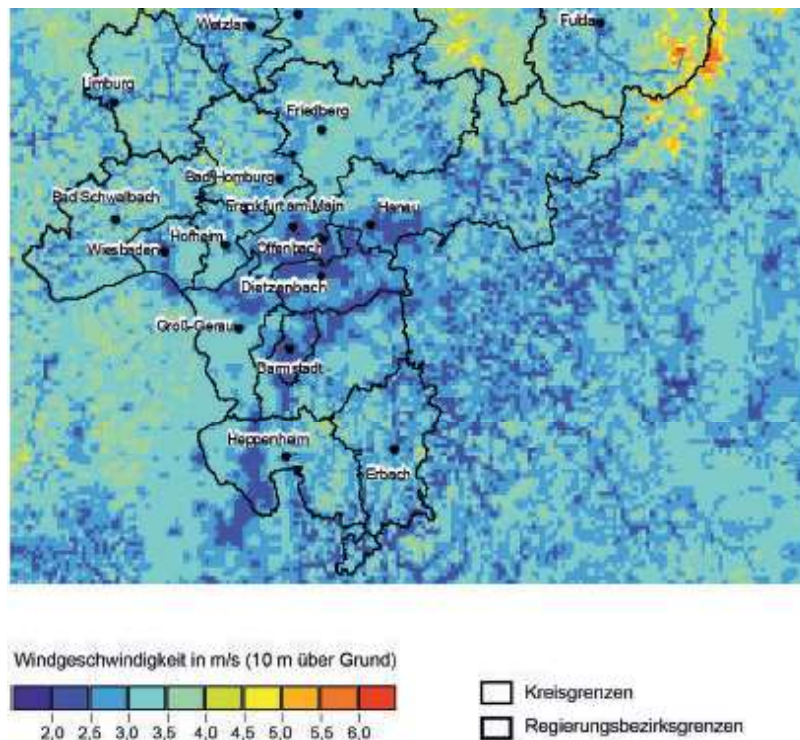 Wetzlar
Fulda
Limburg
Friedberg
Bad Homburg
Bad Schwalbach
Frankfurt am Main
Hanau
Hofheim
Offenbach
Wiesbaden
Dietzenbach
Groß-Gerau
Darmstadt
Heppenheim
Erbach
Windgeschwindigkeit in m/s (10 m über Grund)
2,0 2,5 3,0 3,5 4,0 4,5 5,0 5,5 6,0
Kreisgrenzen
Regierungsbezirksgrenzen